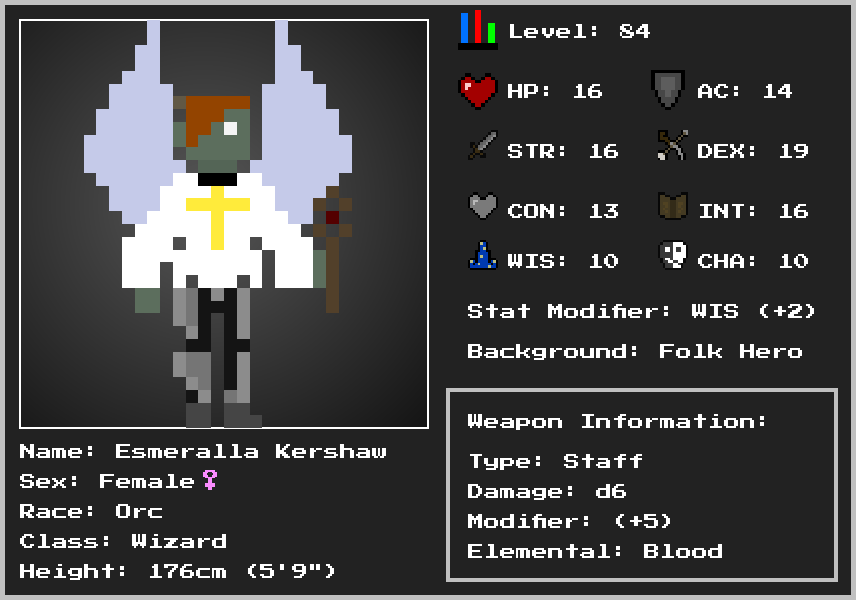 Level: 84
HP: 16
AC: 14
STR: 16
DEX: 19
CON: 13
INT: 16
WIS: 10
CHA: 10
Stat Modifier: WIS (+2)
Background: Folk Hero
Weapon Information:
Type: Staff
Damage: d6
Modifier: (+5)
Elemental: Blood
Name: Esmeralla Kershaw
Sex: Female♀
Race: Orc
Class: Wizard
Height: 176cm (5'9")